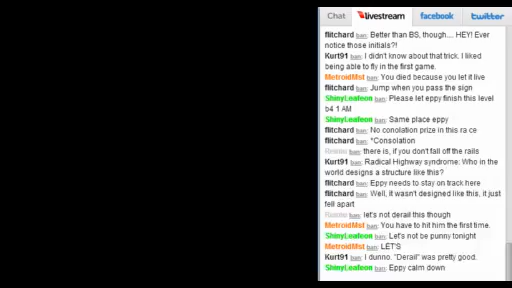 Chat livestream facebook twitter
flitchard ban: Better than BS, though.... HEY! Ever
notice those initials?!
Kurt91 ban: I didn't know about that trick. I liked
being able to fly in the first game.
MetroidMst ban: You died because you let it live
flitchard ban: Jump when you pass the sign
ShinyLeafeon ban: Please let eppy finish this level
b4 1 AM
ShinyLeafeon ban: Same place eppy
flitchard ban: No conolation prize in this ra ce
flitchard ban: *Consolation
ban: there is, if you don't fall off the rails
Kurt91 ban: Radical Highway syndrome: Who in the
world designs a structure like this?
flitchard ban: Eppy needs to stay on track here
flitchard ban: Well, it wasn't designed like this, it just
fell apart
ban: let's not derail this though
MetroidMst ban: You have to hit him the first time.
ShinyLeafeon ban: Let's not be punny tonight
MetroidMst ban: LET'S
Kurt91 ban: I dunno. "Derail" was pretty good.
ShinyLeafeon ban: Eppy calm down